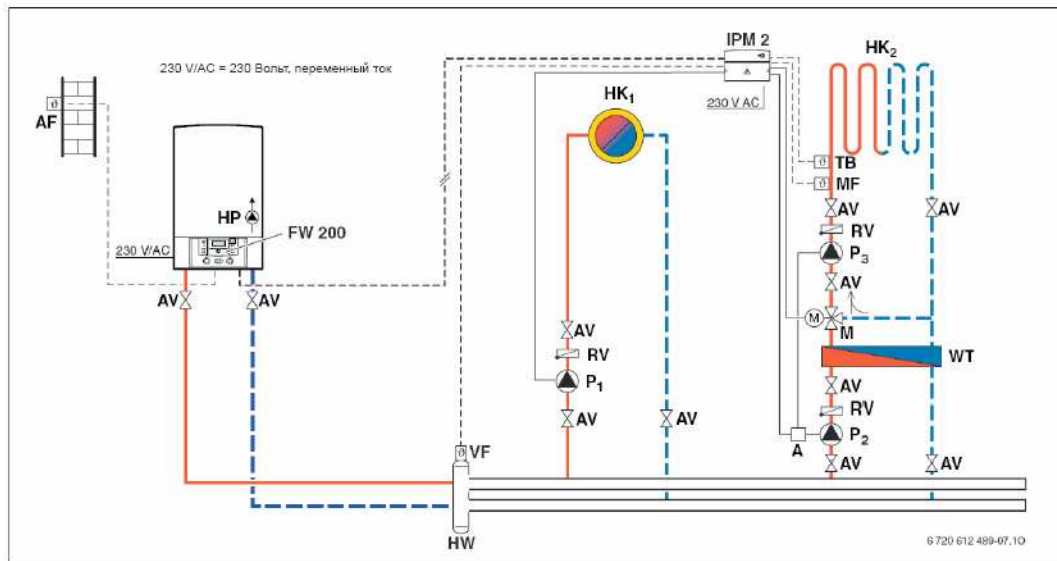 IPM 2
HK2
230 V/AC = 230 Вольт, переменный ток
HK1
230 V AC
AF
TB
MF
HP
AV
AV
FW 200
RV
P3
230 V/AC
AV
AV
AV
M
M
AV
RV
WT
P1
AV
RV
AV
AV
P2
A
VF
AV
AV
HW
6 720 612 489-07.1O